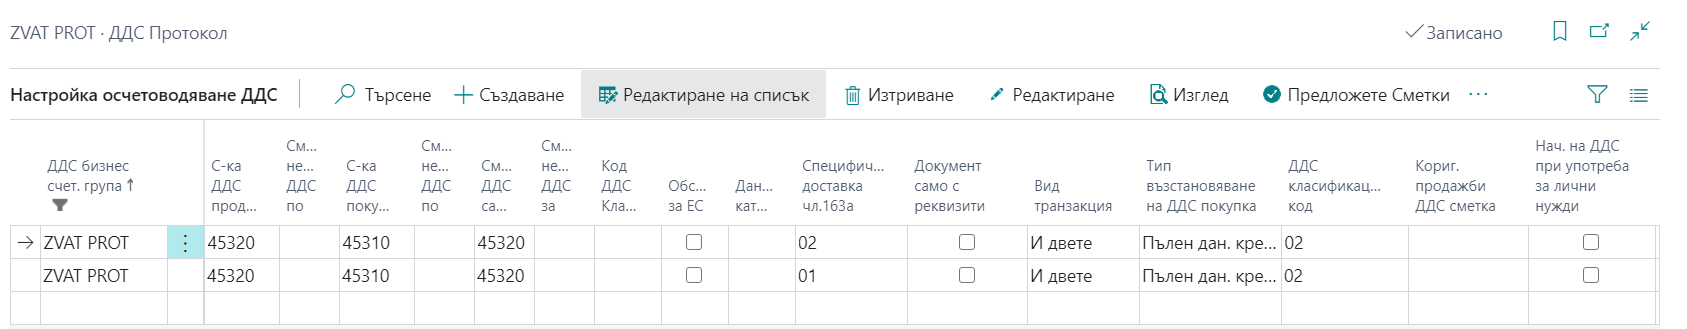 ZVAT PROT · ДДС Протокол
Записано
Настройка осчетоводяване ДДС
Търсене
Създаване
Редактиране на списък
Изтриване
Редактиране
Изглед
Предложете Сметки
ДДС бизнес счет. група
С-ка ДДС прод...
См... не... ДДС по
С-ка ДДС поку...
См... не... ДДС по
См... ДДС са...
См... не... ДДС за
Код ДДС Кла...
Обс... за ЕС
Дан... кат...
Специфич... доставка чл.163а
Документ само с реквизити
Вид транзакция
Тип възстановяване на ДДС покупка
ДДС класификац... код
Кориг. продажби ДДС сметка
Нач. на ДДС при употреба за лични нужди
ZVAT PROT 45320 45310 45320 02 И двете Пълен дан. кре... 02
ZVAT PROT 45320 45310 45320 01 И двете Пълен дан. кре... 02